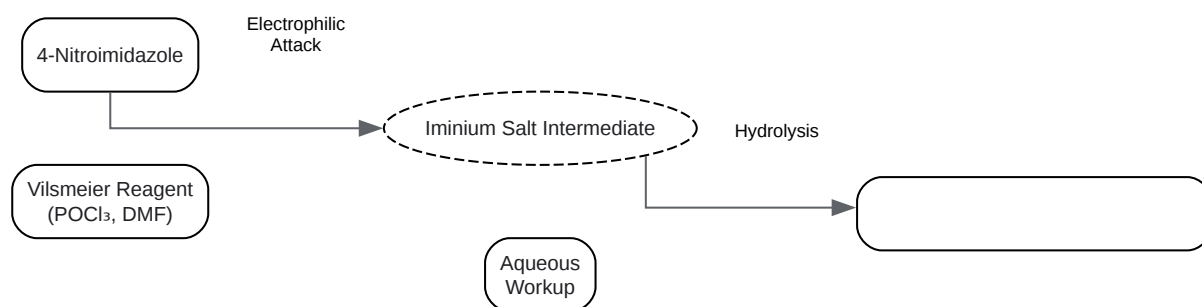 Electrophilic
Attack
4-Nitroimidazole
Iminium Salt Intermediate
Hydrolysis
Vilsmeier Reagent
(POCl₃, DMF)
Aqueous
Workup